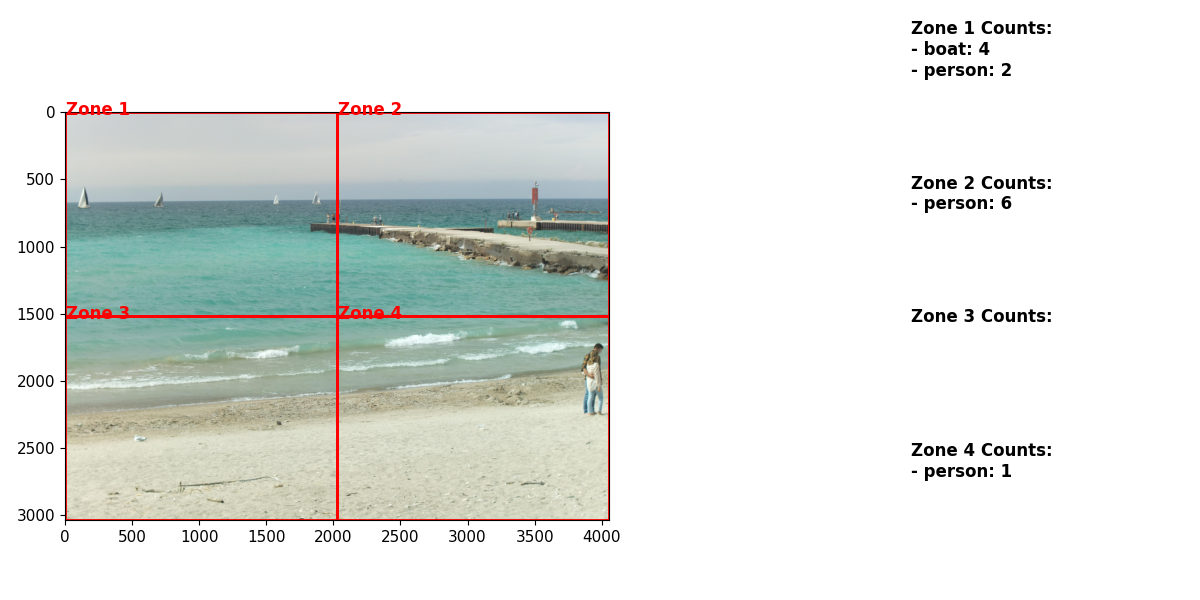 Zone 1 Counts:
- boat: 4
- person: 2
Zone 1
Zone 2
0
500
1000
1500
2000
2500
3000
Zone 2 Counts:
- person: 6
Zone 3
Zone 4
Zone 3 Counts:
Zone 4 Counts:
- person: 1
0 500 1000 1500 2000 2500 3000 3500 4000